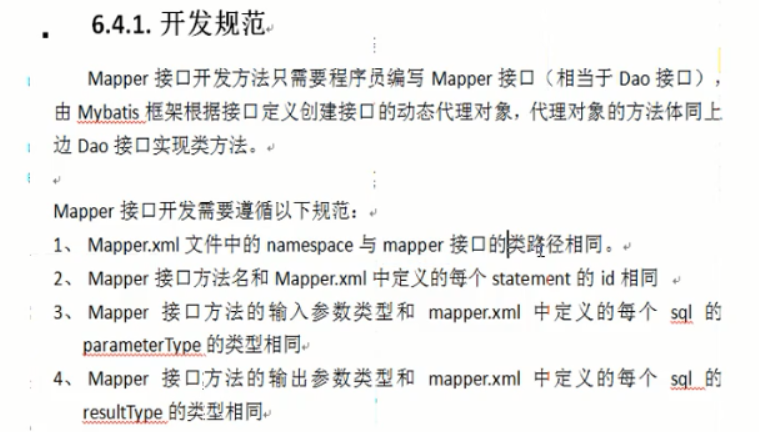 6.4.1. 开发规范
Mapper 接口开发方法只需要程序员编写 Mapper 接口（相当于 Dao 接口），
由 Mybatis 框架根据接口定义创建接口的动态代理对象，代理对象的方法体同上
边 Dao 接口实现类方法。
Mapper 接口开发需要遵循以下规范：
1、 Mapper.xml 文件中的 namespace 与 mapper 接口的类路径相同。
2、 Mapper 接口方法名和 Mapper.xml 中定义的每个 statement 的 id 相同
3、 Mapper 接口方法的输入参数类型和 mapper.xml 中定义的每个 sql 的
parameterType 的类型相同
4、 Mapper 接口方法的输出参数类型和 mapper.xml 中定义的每个 sql 的
resultType 的类型相同